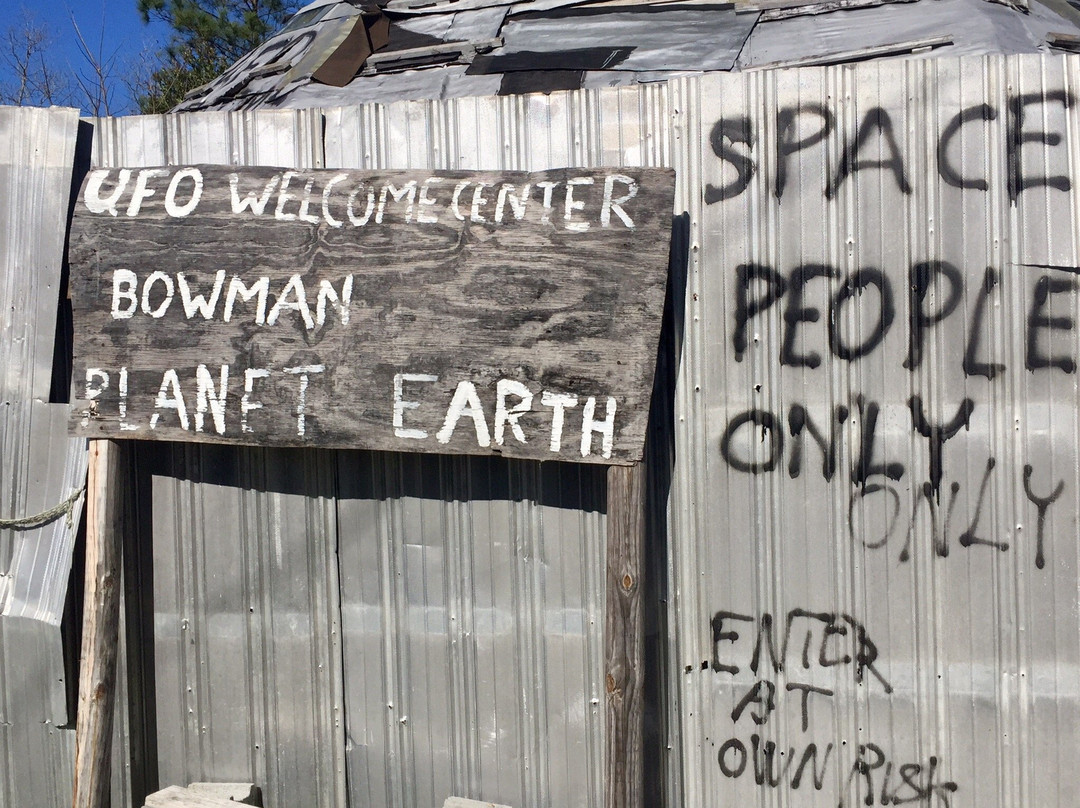 UFO WELCOME CENTER
BOWMAN
PLANET EARTH
SPACE
PEOPLE
ONLY
ONLY
ENTER
AT
OWN RISK